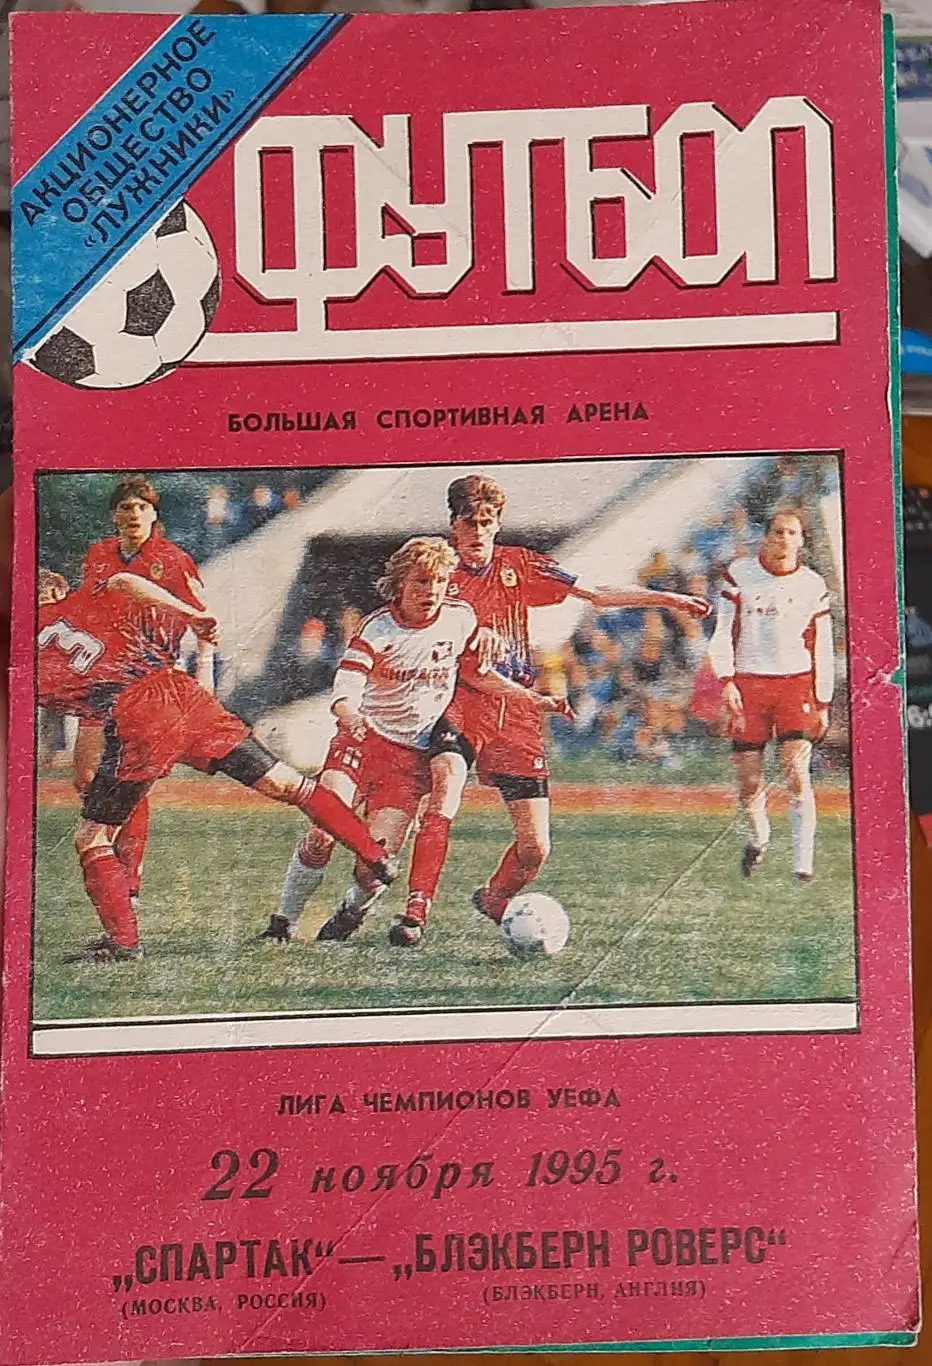 АКЦИОНЕРНОЕ
ОБЩЕСТВО
„ЛУЖНИКИ"
ФУТБОЛ
БОЛЬШАЯ СПОРТИВНАЯ АРЕНА
3
ЛИГА ЧЕМПИОНОВ УЕФА
22 ноября 1995 г.
„СПАРТАК"—„БЛЭКБЕРН РОВЕРС"
(МОСКВА, РОССИЯ) (БЛЭКБЕРН, АНГЛИЯ)